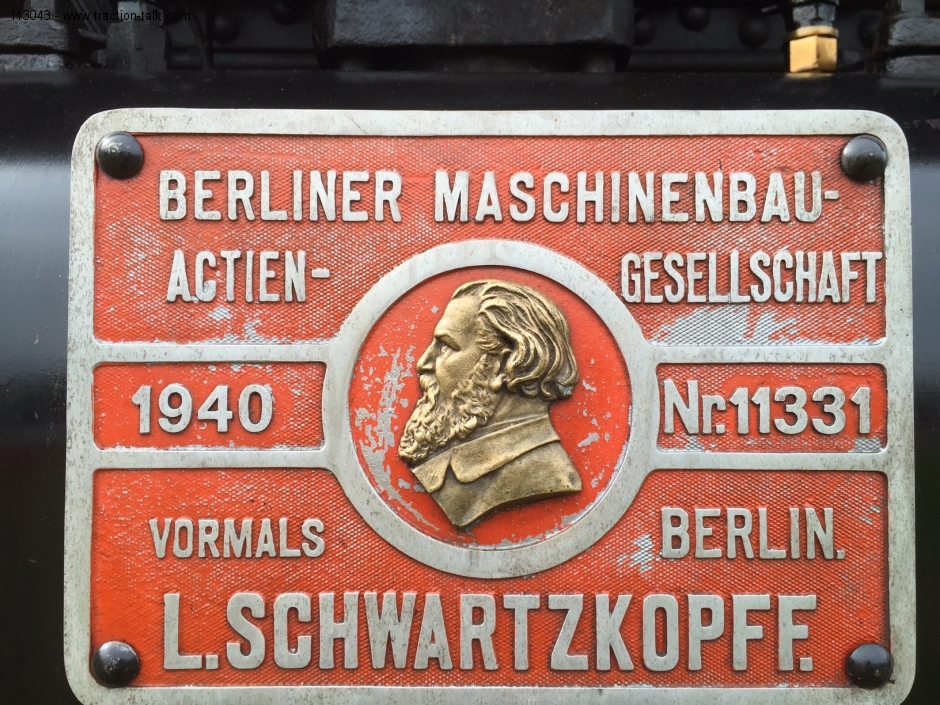 113043 - www.traction-talk.com
BERLINER MASCHINENBAU-
ACTIEN- GESELLSCHAFT
1940 Nr.11331
VORMALS BERLIN.
L.SCHWARTZKOPFF.